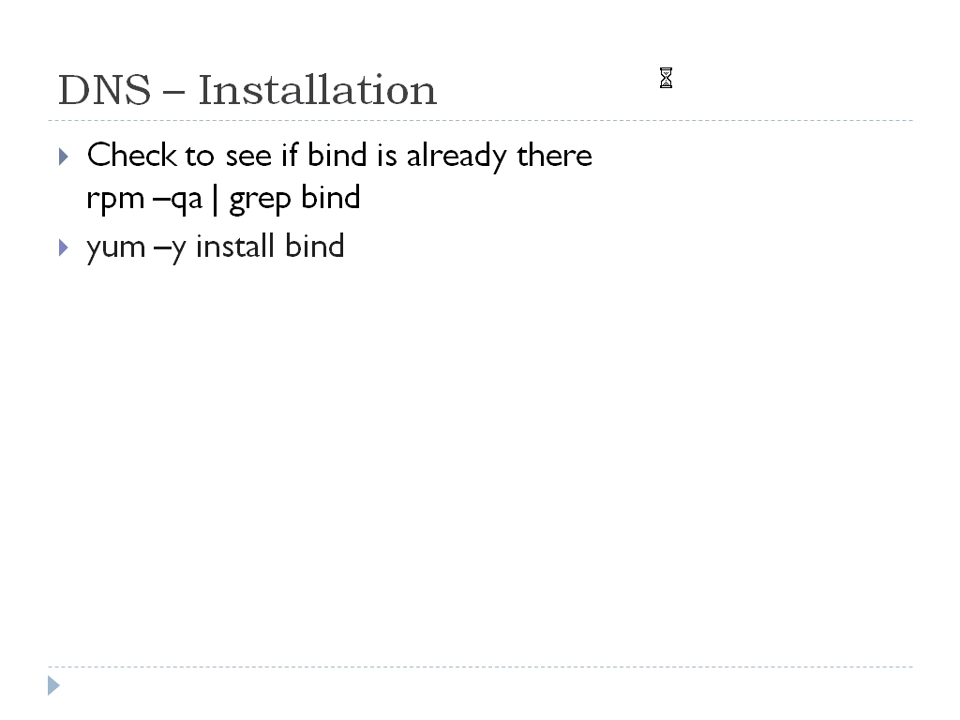 DNS – Installation
Check to see if bind is already there
rpm –qa | grep bind
yum –y install bind